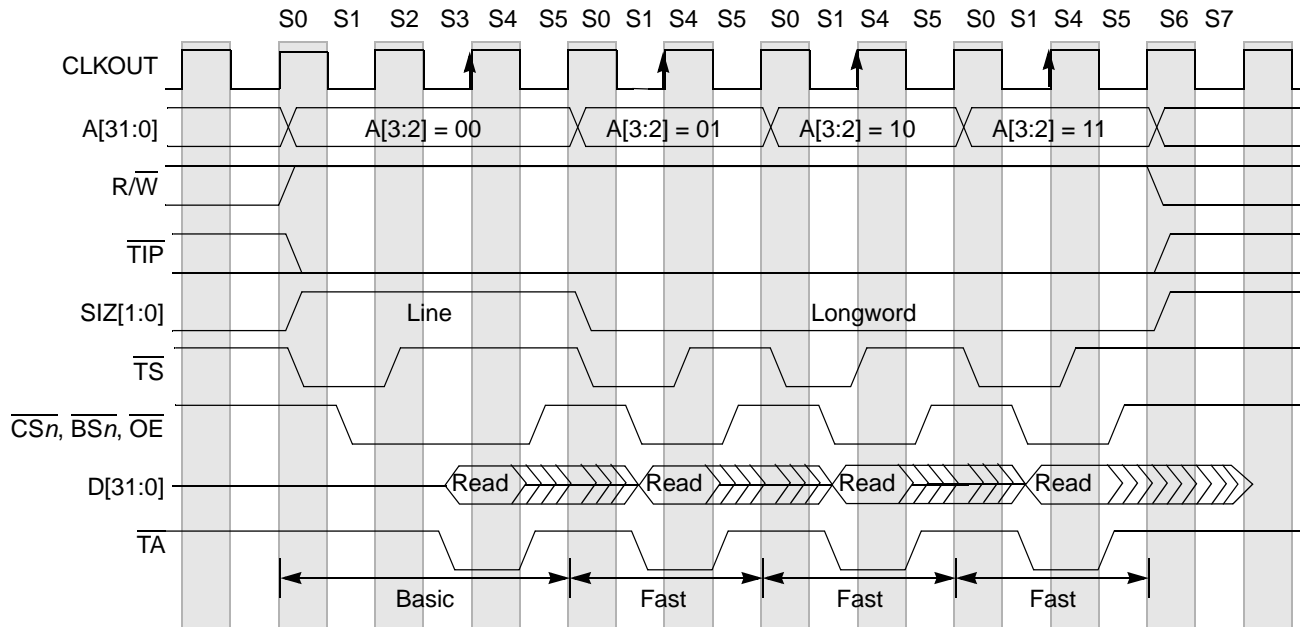 S0 S1 S2 S3 S4 S5 S0 S1 S4 S5 S0 S1 S4 S5 S0 S1 S4 S5 S6 S7
CLKOUT
A[31:0] A[3:2] = 00 A[3:2] = 01 A[3:2] = 10 A[3:2] = 11
R/W
TIP
SIZ[1:0] Line Longword
TS
CSn, BSn, OE
D[31:0] Read Read Read Read
TA
Basic Fast Fast Fast